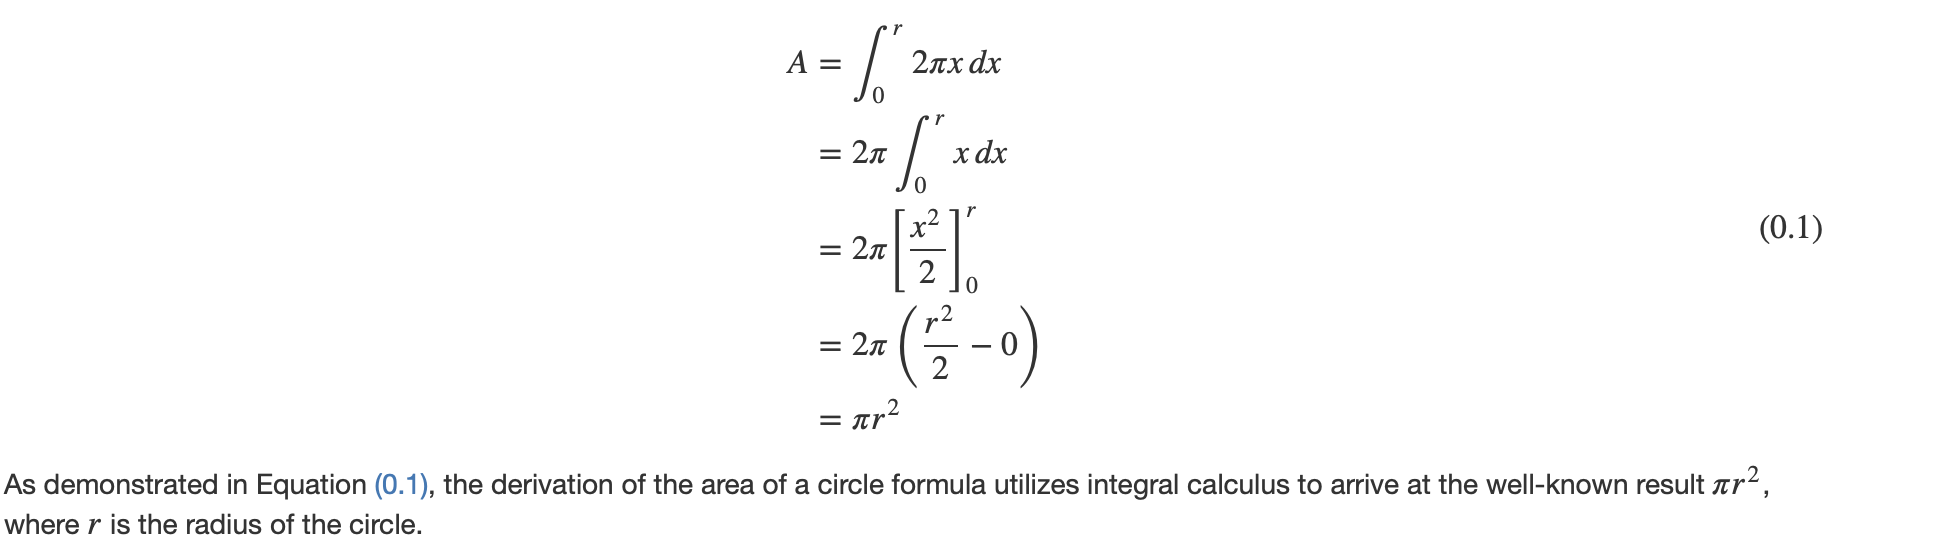 A = ∫₀ʳ 2πx dx
= 2π ∫₀ʳ x dx
= 2π [x²/2]₀ʳ
(0.1)
= 2π (r²/2 − 0)
= πr²
As demonstrated in Equation (0.1), the derivation of the area of a circle formula utilizes integral calculus to arrive at the well-known result πr²,
where r is the radius of the circle.